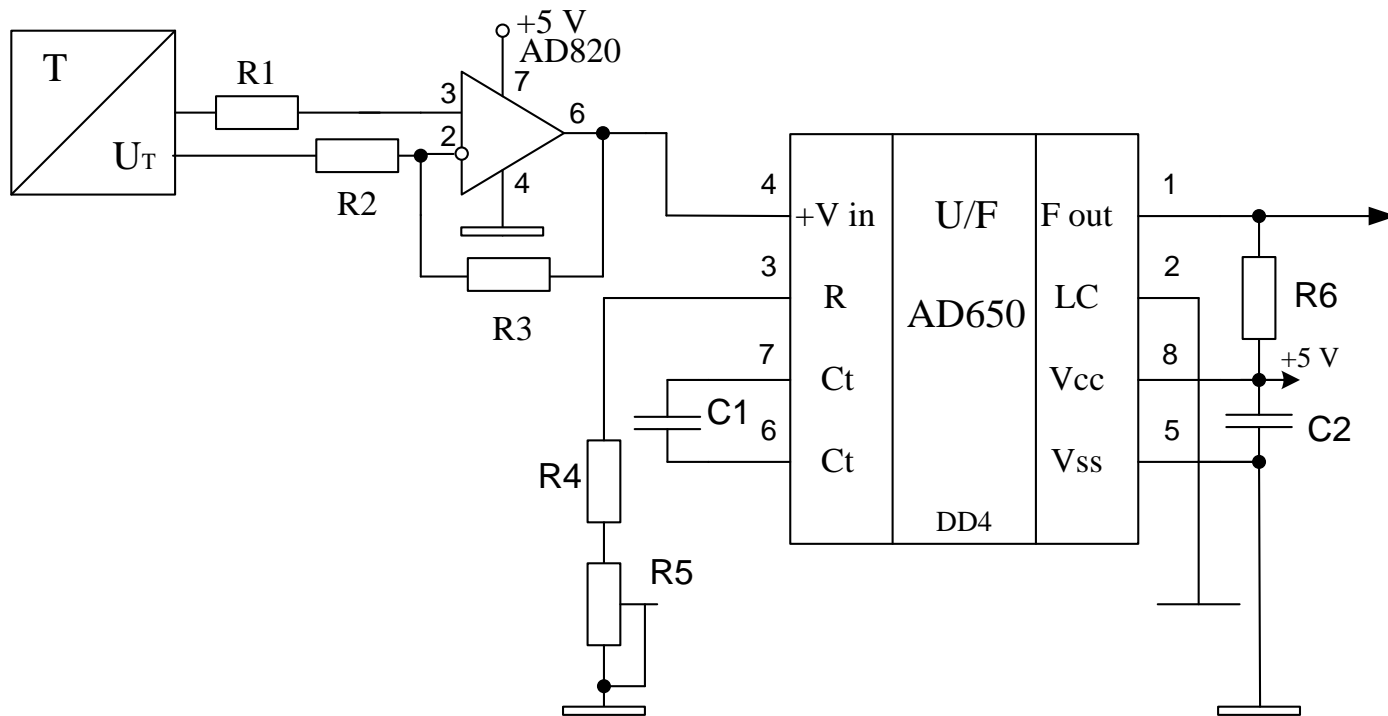 +5 V
AD820
T
R1
3
7
6
2
UT
R2
4
R3
4
+V in
U/F
F out
1
3
R
AD650
LC
2
R6
7
Ct
Vcc
8
+5 V
C1
6
Ct
Vss
5
C2
R4
DD4
R5